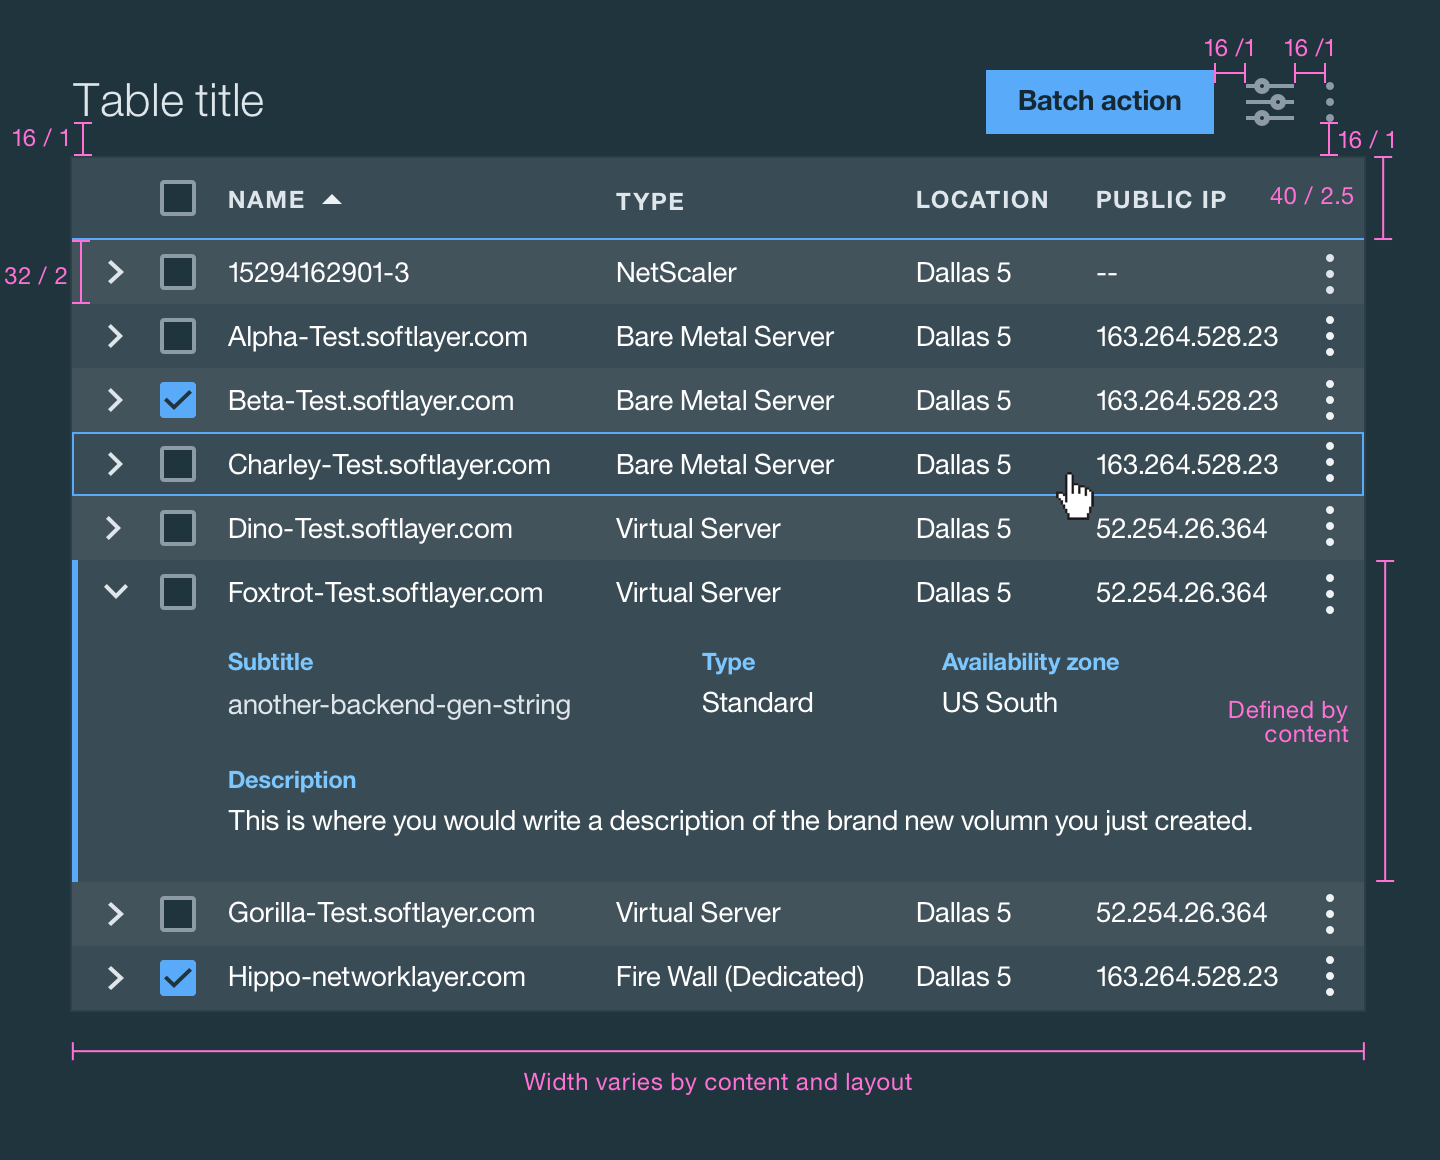 16 /1 16 /1
Table title
Batch action
16 / 1
16 / 1
NAME TYPE LOCATION PUBLIC IP 40 / 2.5
32 / 2
15294162901-3 NetScaler Dallas 5 --
Alpha-Test.softlayer.com Bare Metal Server Dallas 5 163.264.528.23
Beta-Test.softlayer.com Bare Metal Server Dallas 5 163.264.528.23
Charley-Test.softlayer.com Bare Metal Server Dallas 5 163.264.528.23
Dino-Test.softlayer.com Virtual Server Dallas 5 52.254.26.364
Foxtrot-Test.softlayer.com Virtual Server Dallas 5 52.254.26.364
Subtitle Type Availability zone
another-backend-gen-string Standard US South
Defined by
content
Description
This is where you would write a description of the brand new volumn you just created.
Gorilla-Test.softlayer.com Virtual Server Dallas 5 52.254.26.364
Hippo-networklayer.com Fire Wall (Dedicated) Dallas 5 163.264.528.23
Width varies by content and layout